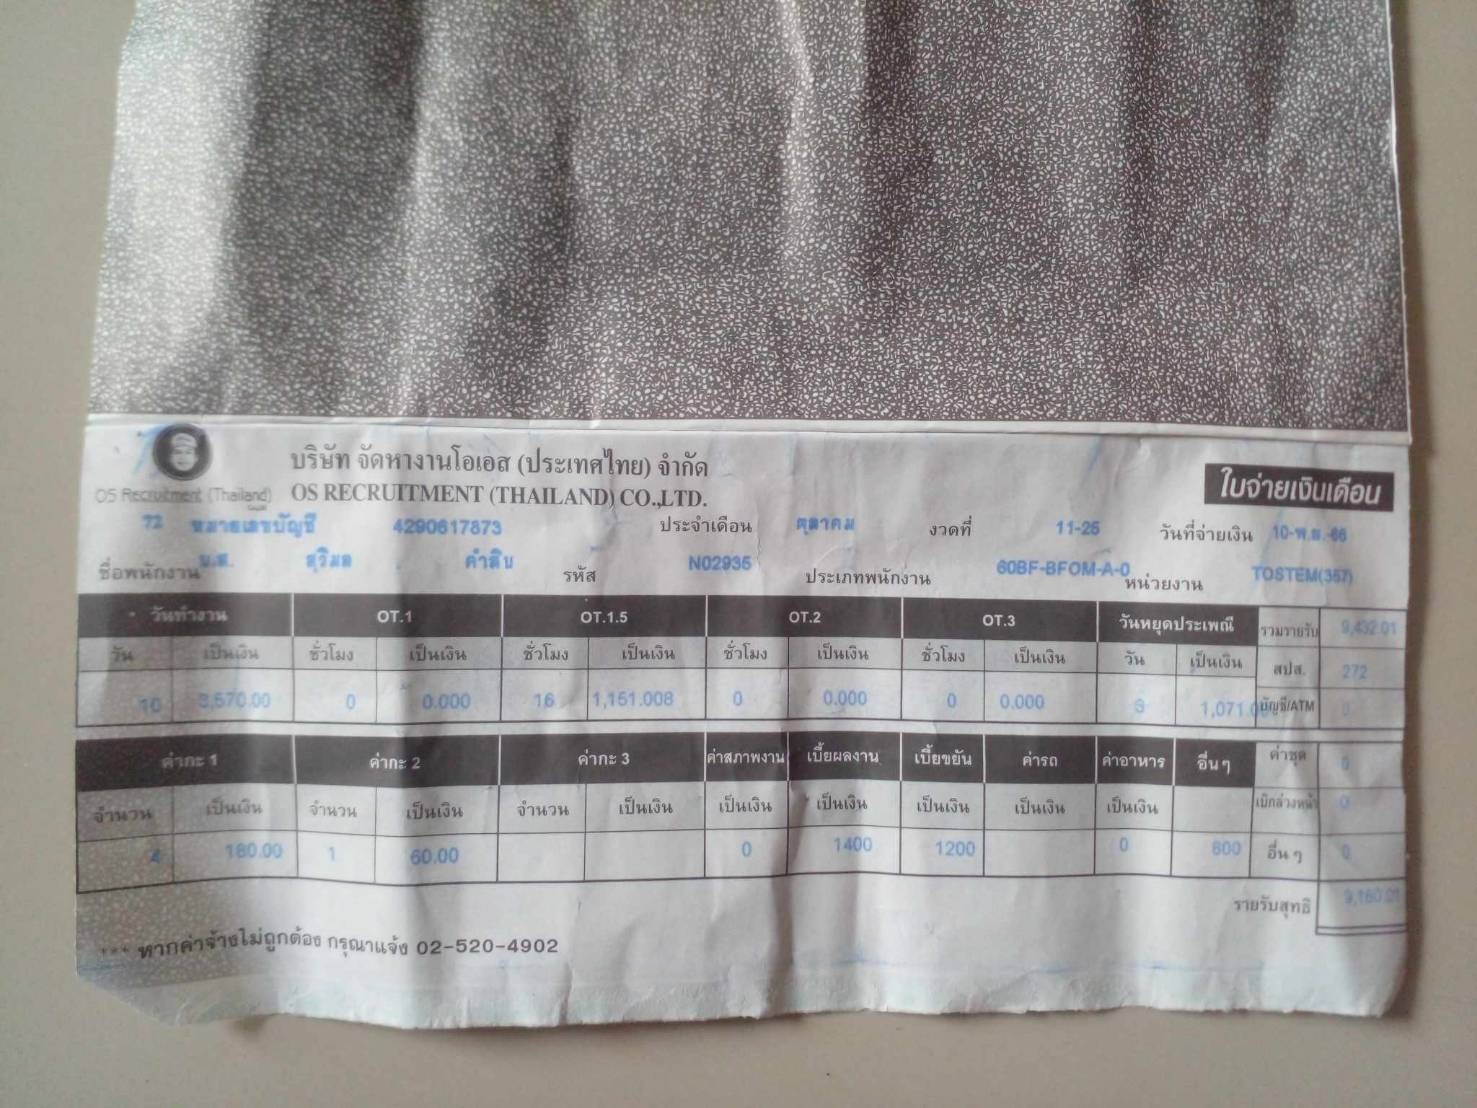 บริษัท จัดหางานโอเอส (ประเทศไทย) จำกัด
OS Recruitment (Thailand) OS RECRUITMENT (THAILAND) CO.,LTD. ใบจ่ายเงินเดือน
72 หมายเลขบัญชี 4290617873 ประจำเดือน ตุลาคม งวดที่ 11-25 วันที่จ่ายเงิน 10-พ.ย.-66
ชื่อพนักงาน น.ส. สุริมล คำสิน รหัส N02935 ประเภทพนักงาน 60BF-BFOM-A-0 หน่วยงาน TOSTEM(357)
วันทำงาน OT.1 OT.1.5 OT.2 OT.3 วันหยุดประเพณี รวมรายรับ 9,432.01
วัน เป็นเงิน ชั่วโมง เป็นเงิน ชั่วโมง เป็นเงิน ชั่วโมง เป็นเงิน ชั่วโมง เป็นเงิน วัน เป็นเงิน สปส. 272
10 3,570.00 0 0.000 16 1,151.008 0 0.000 0 0.000 3 1,071.00 บัญชี/ATM 0
ค่ากะ 1 ค่ากะ 2 ค่ากะ 3 ค่าสภาพงาน เบี้ยผลงาน เบี้ยขยัน ค่ารถ ค่าอาหาร อื่นๆ ค่าชุด 0
จำนวน เป็นเงิน จำนวน เป็นเงิน จำนวน เป็นเงิน เป็นเงิน เป็นเงิน เป็นเงิน เป็นเงิน เป็นเงิน เบิกล่วงหน้า 0
4 180.00 1 60.00 0 1400 1200 0 800 อื่น ๆ 0
รายรับสุทธิ 9,160.01
*** หากค่าจ้างไม่ถูกต้อง กรุณาแจ้ง 02-520-4902